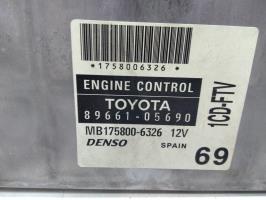 *1758006326*
ENGINE CONTROL
TOYOTA
89661-05690
MB175800-6326 12V
DENSO SPAIN
69
1CD-FTV